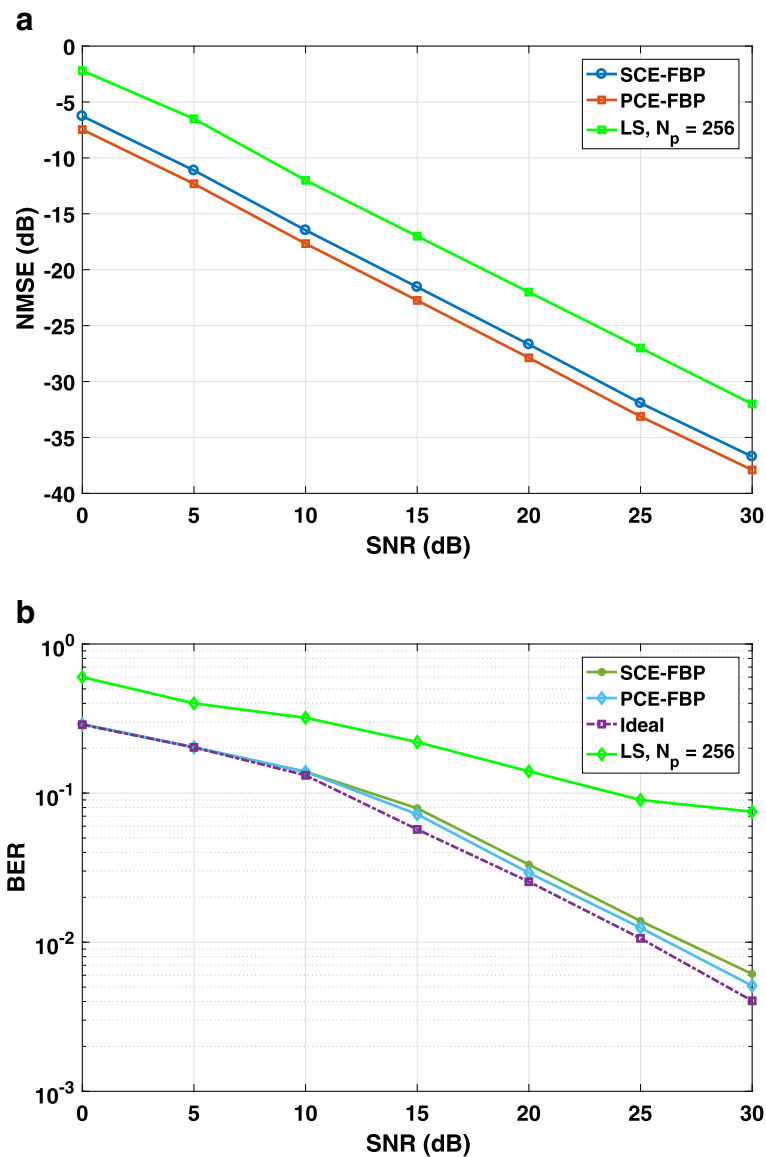 a
0
-5
-10
-15
-20
-25
-30
-35
-40
NMSE (dB)
SCE-FBP
PCE-FBP
LS, Np = 256
0 5 10 15 20 25 30
SNR (dB)
b
10^0
10^-1
10^-2
10^-3
BER
SCE-FBP
PCE-FBP
Ideal
LS, Np = 256
0 5 10 15 20 25 30
SNR (dB)